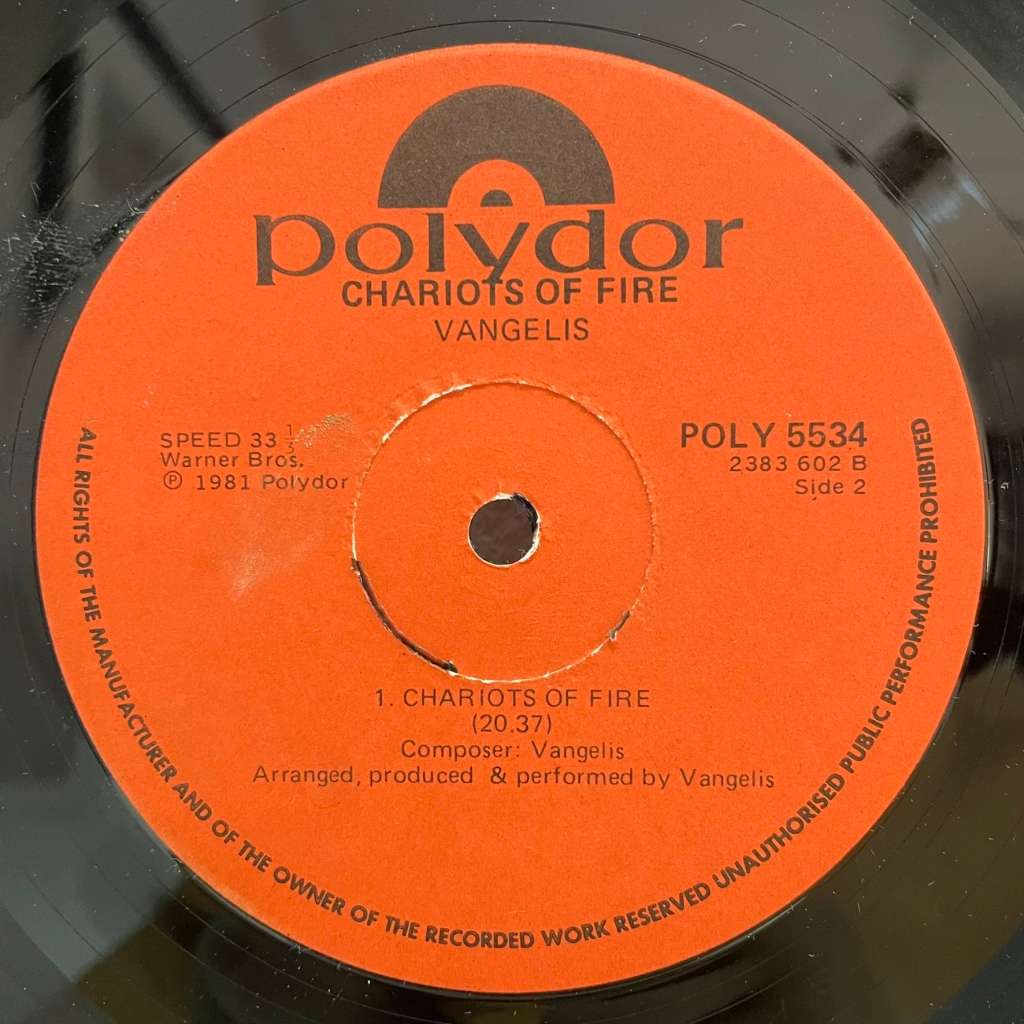 polydor
CHARIOTS OF FIRE
VANGELIS
SPEED 33 1/3
Warner Bros.
℗ 1981 Polydor
POLY 5534
2383 602 B
Side 2
1. CHARIOTS OF FIRE
(20.37)
Composer: Vangelis
Arranged, produced & performed by Vangelis
ALL RIGHTS OF THE MANUFACTURER AND OF THE OWNER OF THE RECORDED WORK RESERVED UNAUTHORISED PUBLIC PERFORMANCE PROHIBITED